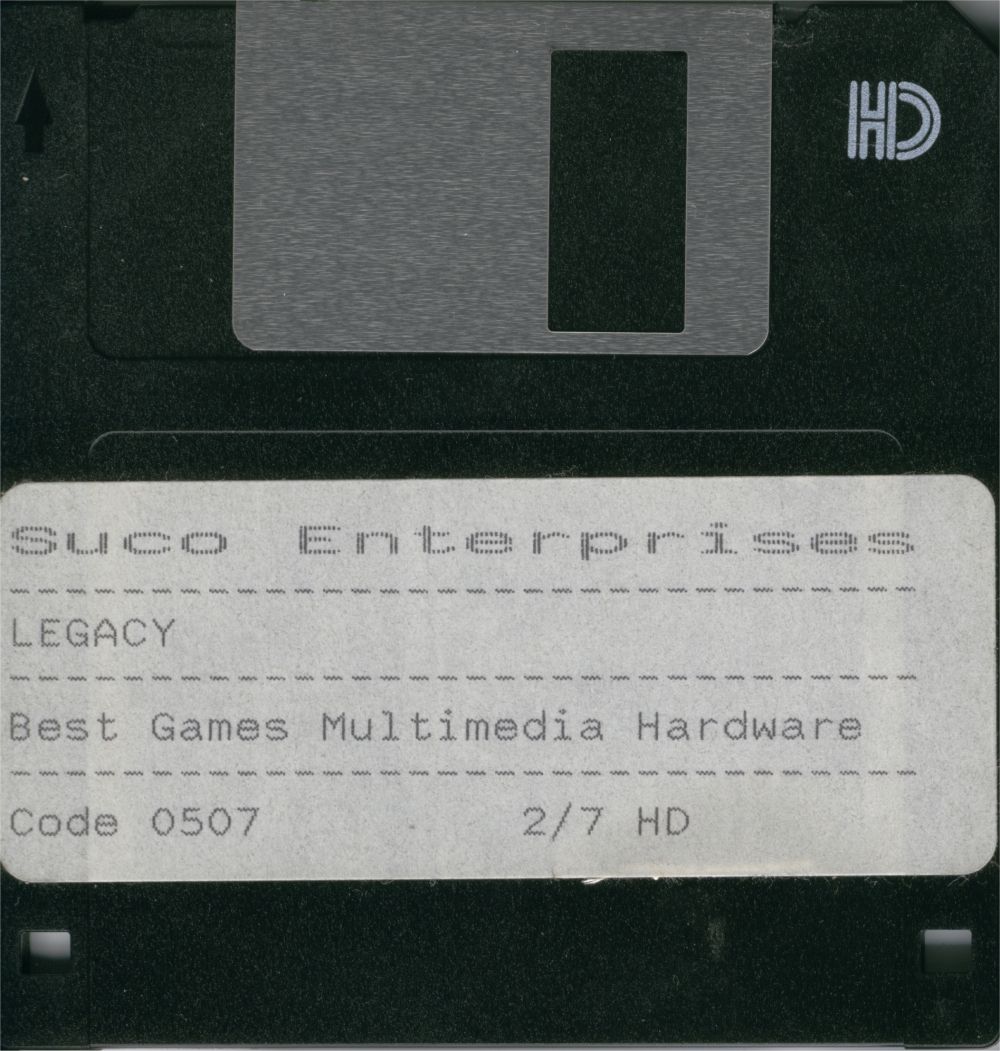 HD
Suco Enterprises
--------------------------------
LEGACY
--------------------------------
Best Games Multimedia Hardware
--------------------------------
Code 0507 2/7 HD